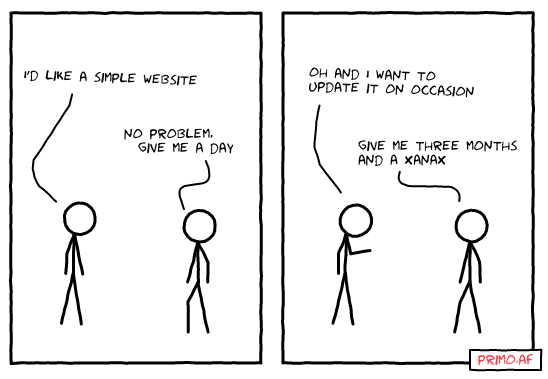 I'D LIKE A SIMPLE WEBSITE
NO PROBLEM,
GIVE ME A DAY
OH AND I WANT TO
UPDATE IT ON OCCASION
GIVE ME THREE MONTHS
AND A XANAX
PRIMO.AF